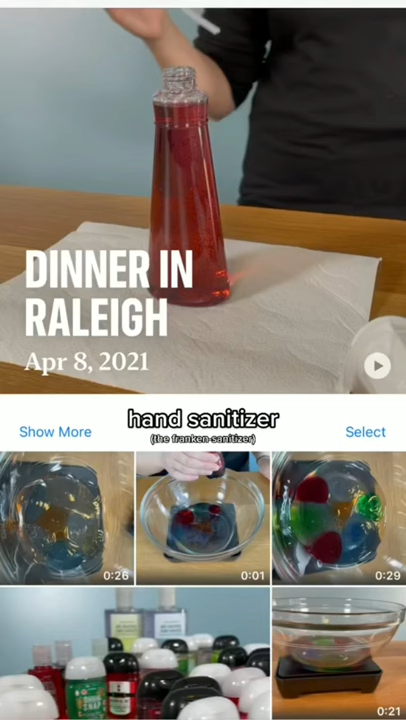 DINNER IN
RALEIGH
Apr 8, 2021
hand sanitizer
(the franken-sanitizer)
Show More
Select
0:26
0:01
0:29
SNAP
0:21